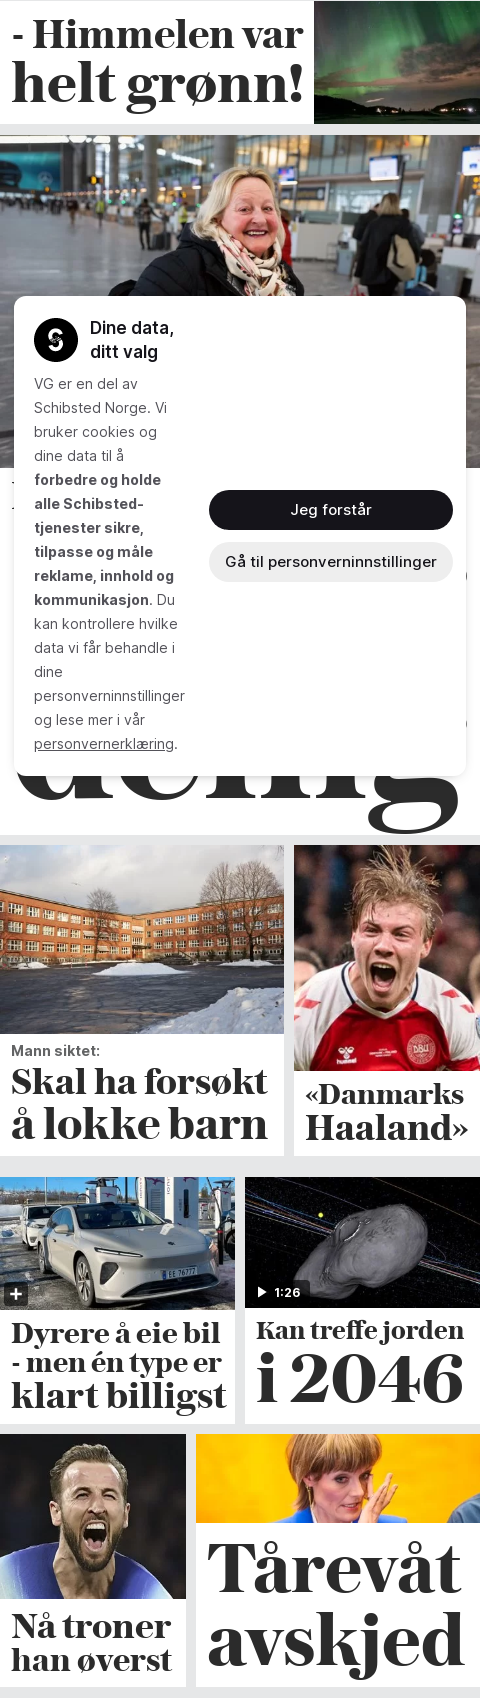 - Himmelen var
helt grønn!
Dine data,
ditt valg
VG er en del av
Schibsted Norge. Vi
bruker cookies og
dine data til å
forbedre og holde
alle Schibsted-
tjenester sikre,
tilpasse og måle
reklame, innhold og
kommunikasjon. Du
kan kontrollere hvilke
data vi får behandle i
dine
personverninnstillinger
og lese mer i vår
personvernerklæring.
Jeg forstår
Gå til personverninnstillinger
Mann siktet:
Skal ha forsøkt
å lokke barn
DBU
hummel
«Danmarks
Haaland»
Dyrere å eie bil
- men én type er
klart billigst
1:26
Kan treffe jorden
i 2046
Nå troner
han øverst
Tårevåt
avskjed